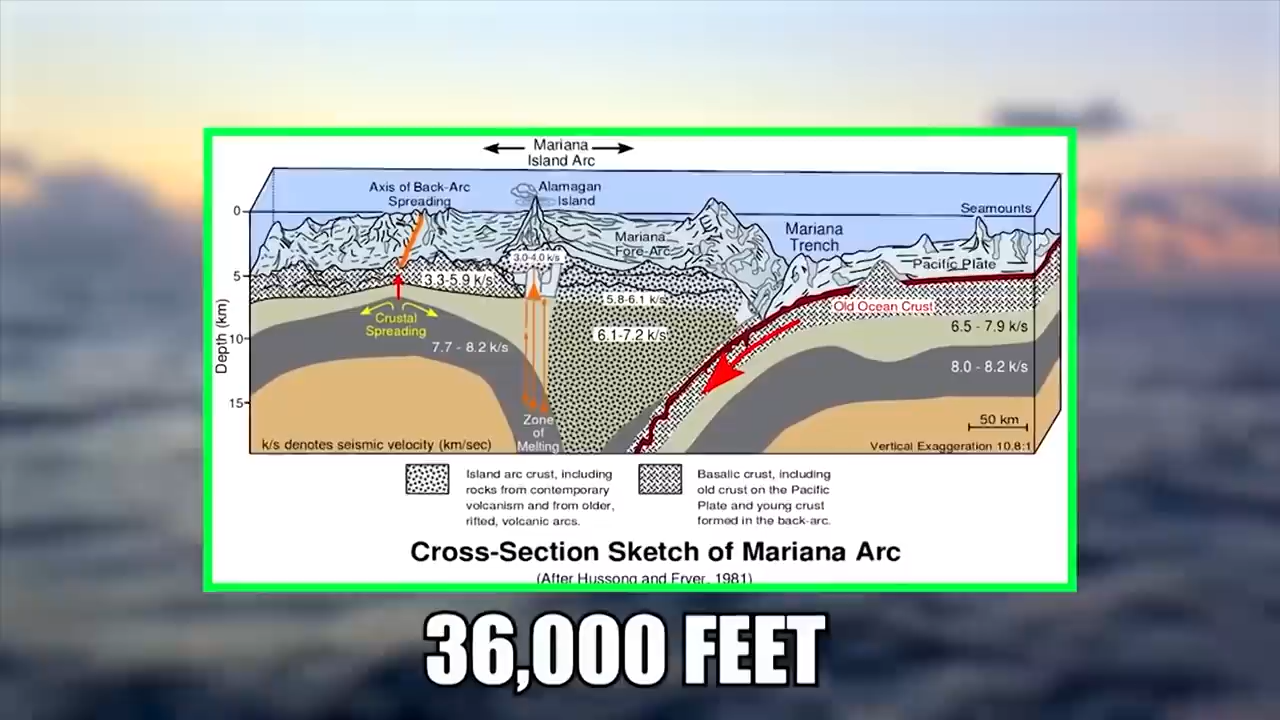 Mariana
Island Arc
Axis of Back-Arc
Spreading
Alamagan
Island
Seamounts
Mariana
Trench
Mariana
Fore-Arc
Pacific Plate
0
5
10
15
Depth (km)
3.0-4.0 k/s
3.3-5.9 k/s
5.8-6.1 k/s
6.1-7.2 k/s
Old Ocean Crust
Crustal
Spreading
6.5 - 7.9 k/s
7.7 - 8.2 k/s
8.0 - 8.2 k/s
Zone
of
Melting
50 km
k/s denotes seismic velocity (km/sec)
Vertical Exaggeration 10.8:1
Island arc crust, including
rocks from contemporary
volcanism and from older,
rifted, volcanic arcs.
Basalic crust, including
old crust on the Pacific
Plate and young crust
formed in the back-arc.
Cross-Section Sketch of Mariana Arc
(After Hussong and Fryer, 1981)
36,000 FEET